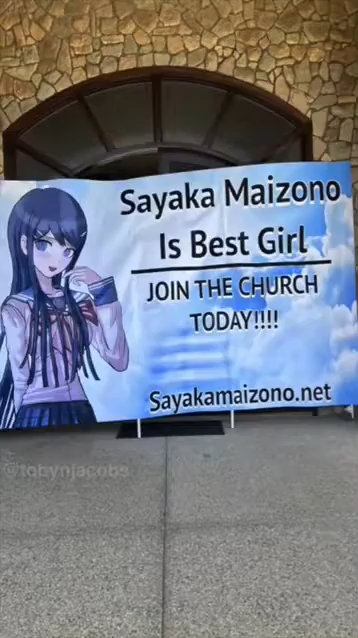 Sayaka Maizono
Is Best Girl
JOIN THE CHURCH
TODAY!!!!
Sayakamaizono.net
@tobynjacobs